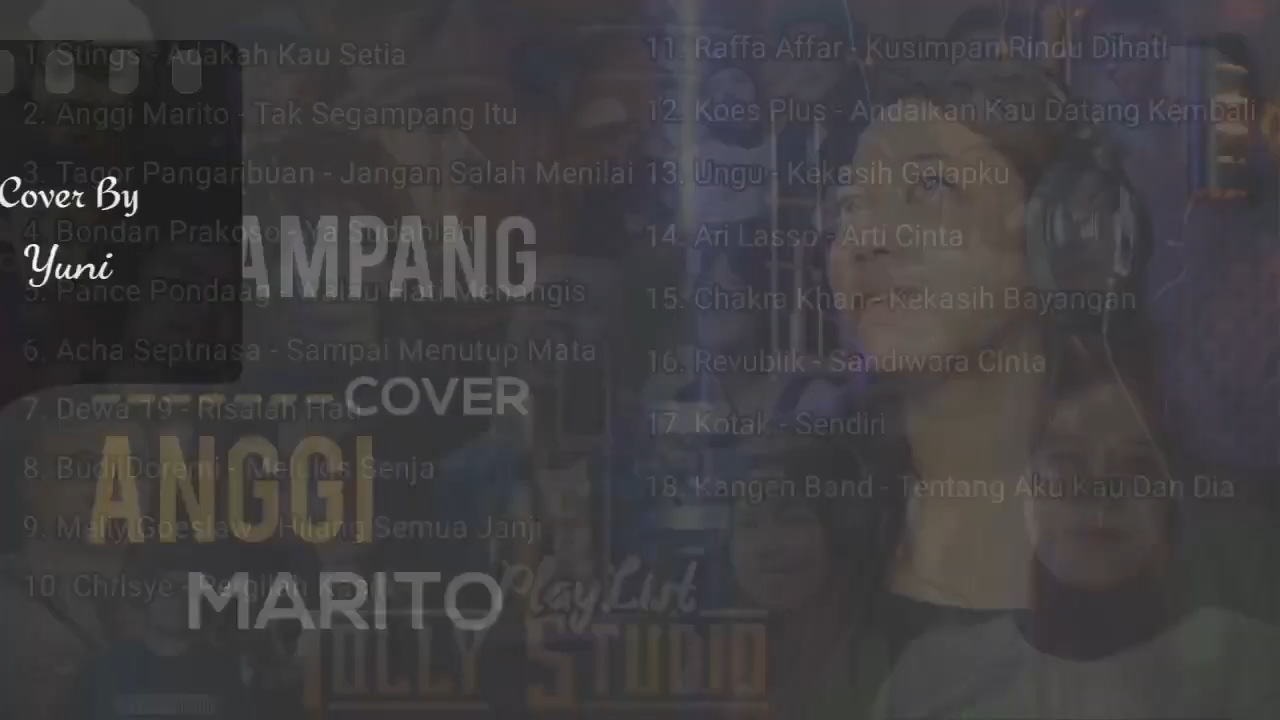 1. Stings - Adakah Kau Setia
2. Anggi Marito - Tak Segampang Itu
3. Tagor Pangaribuan - Jangan Salah Menilai
4. Bondan Prakoso - Ya Sudahlah
5. Pance Pondaag - Menangis
6. Acha Septriasa - Sampai Menutup Mata
7. Dewa 19 - Risalah Hati
8. Budi Doremi - Melukis Senja
9. Melly Goeslaw - Hilang Semua Janji
10. Chrisye - Pergilah
11. Raffa Affar - Kusimpan Rindu Dihati
12. Koes Plus - Andaikan Kau Datang Kembali
13. Ungu - Kekasih Gelapku
14. Ari Lasso - Arti Cinta
15. Chakra Khan - Kekasih Bayangan
16. Revublik - Sandiwara Cinta
17. Kotak - Sendiri
18. Kangen Band - Tentang Aku Kau Dan Dia
Cover By
Yuni
AMPANG
COVER
ANGGI
MARITO
PlayList
TOLLY STUDIO